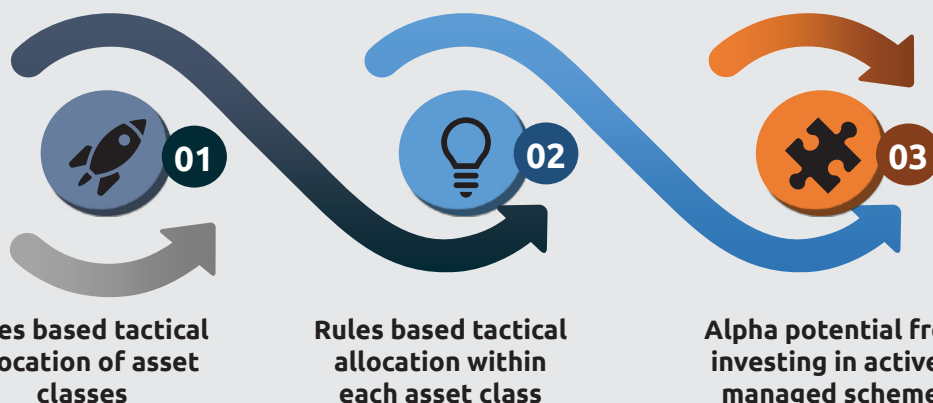 01
02
03
es based tactical
ocation of asset
classes
Rules based tactical
allocation within
each asset class
Alpha potential fro
investing in active
managed scheme